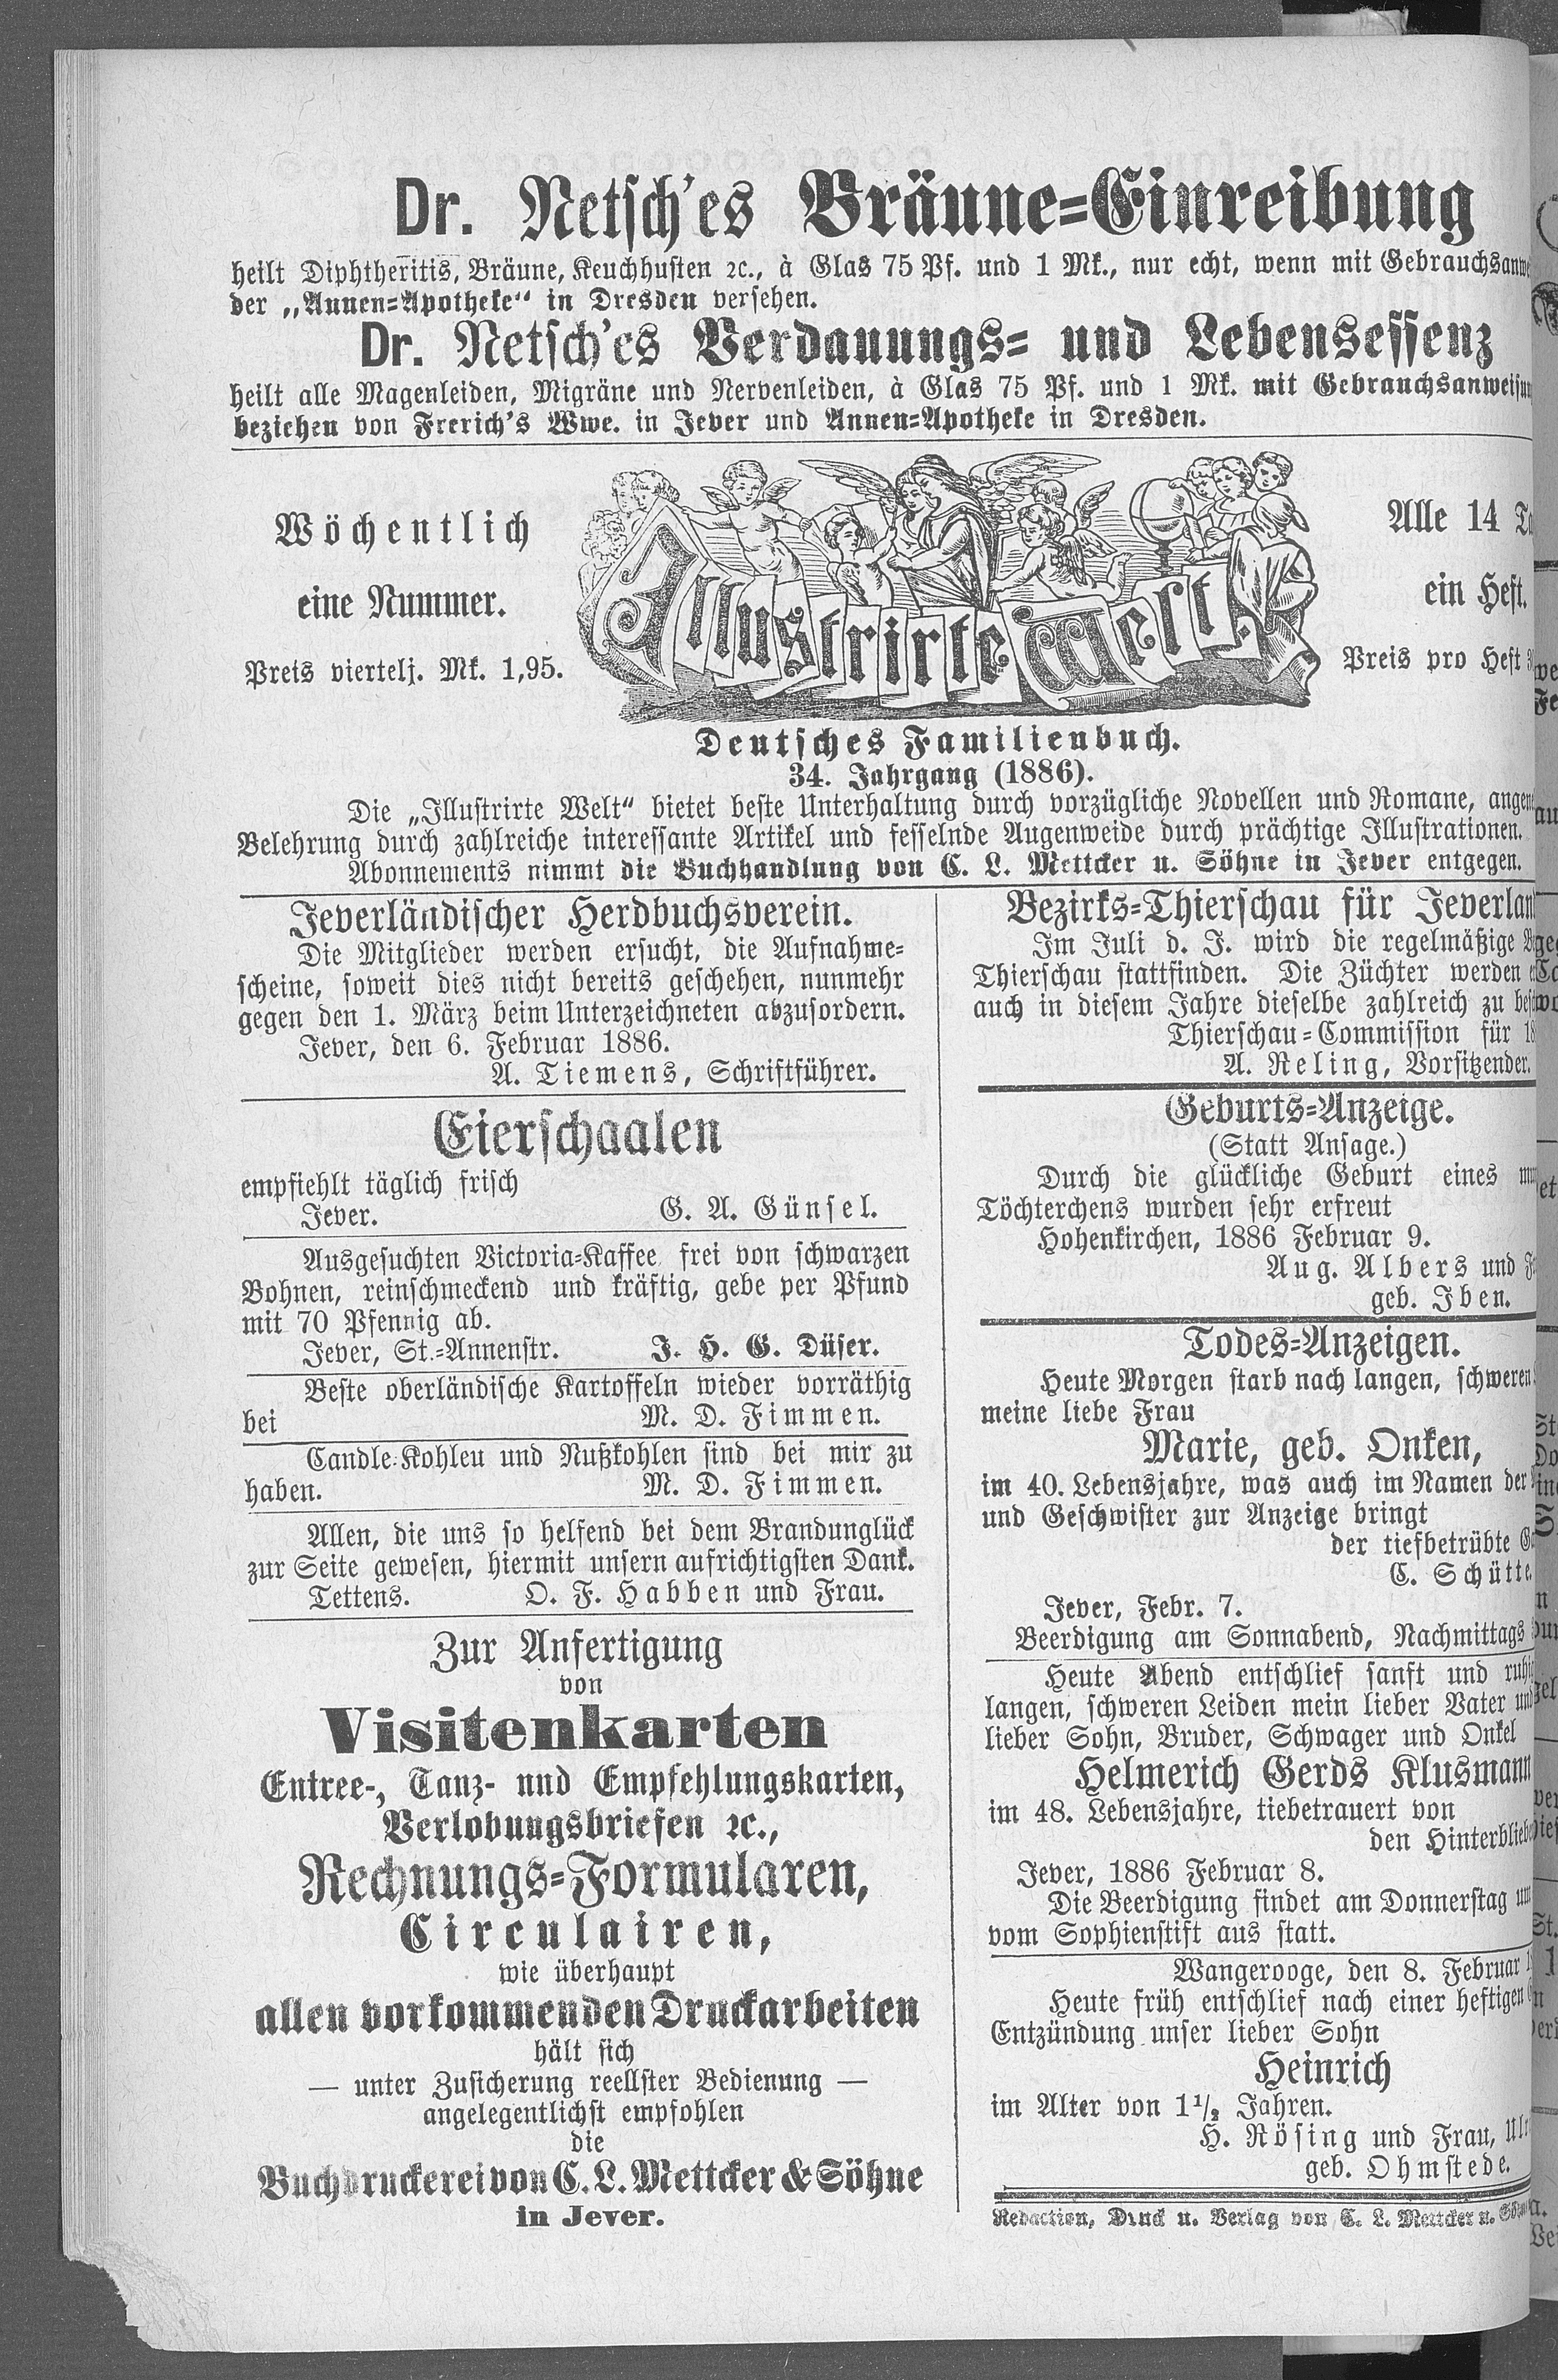 Dr. Netsch'es Bräune=Einreibung
heilt Diphtheritis, Bräune, Keuchhusten ꝛc., à Glas 75 Pf. und 1 Mk., nur echt, wenn mit
der „Annen=Apotheke“ in Dresden versehen.
Dr. Netsch'es Verdauungs= und Lebensessenz
heilt alle Magenleiden, Migräne und Nervenleiden, à Glas 75 Pf. und 1 Mk. mit
beziehen von Frerich's Wwe. in Jever und Annen=Apotheke in Dresden.
Wöchentlich
eine Nummer.
Preis viertelj. Mk. 1,95.
Illustrirte Welt.
Alle 14
ein Heft.
Preis pro Heft
Deutsches Familienbuch.
34. Jahrgang (1886).
Die „Illustrirte Welt“ bietet beste Unterhaltung durch vorzügliche Novellen und Romane,
Belehrung durch zahlreiche interessante Artikel und fesselnde Augenweide durch prächtige Illustrationen.
Abonnements nimmt die Buchhandlung von C. L. Mettcker u. Söhne in Jever entgegen.
Jeverländischer Herdbuchsverein.
Die Mitglieder werden ersucht, die Aufnahme=
scheine, soweit dies nicht bereits geschehen, nunmehr
gegen den 1. März beim Unterzeichneten abzufordern.
Jever, den 6. Februar 1886.
A. Tiemens, Schriftführer.
Eierschaalen
empfiehlt täglich frisch
Jever. G. A. Günsel.
Ausgesuchten Victoria=Kaffee frei von schwarzen
Bohnen, reinschmeckend und kräftig, gebe per Pfund
mit 70 Pfennig ab.
Jever, St.=Annenstr. J. H. G. Düser.
Beste oberländische Kartoffeln wieder vorräthig
bei M. D. Fimmen.
Candle=Kohlen und Nußkohlen sind bei mir zu
haben. M. D. Fimmen.
Allen, die uns so helfend bei dem Brandunglück
zur Seite gewesen, hiermit unsern aufrichtigsten Dank.
Tettens. O. F. Habben und Frau.
Zur Anfertigung
von
Visitenkarten
Entree-, Tanz- und Empfehlungskarten,
Verlobungsbriefen ꝛc.,
Rechnungs=Formularen,
Circulairen,
wie überhaupt
allen vorkommenden Druckarbeiten
hält sich
— unter Zusicherung reellster Bedienung —
angelegentlichst empfohlen
die
Buchdruckerei von C. L. Mettcker & Söhne
in Jever.
Bezirks=Thierschau für
Im Juli d. J. wird die regelmäßige
Thierschau stattfinden. Die Züchter werden
auch in diesem Jahre dieselbe zahlreich zu
Thierschau=Commission für
A. Reling, Vorsitzender.
Geburts=Anzeige.
(Statt Ansage.)
Durch die glückliche Geburt eines
Töchterchens wurden sehr erfreut
Hohenkirchen, 1886 Februar 9.
Aug. Albers und
geb. Iben.
Todes=Anzeigen.
Heute Morgen starb nach langen, schweren
meine liebe Frau
Marie, geb. Onken,
im 40. Lebensjahre, was auch im Namen der
und Geschwister zur Anzeige bringt
der tiefbetrübte
C. Schütte.
Jever, Febr. 7.
Beerdigung am Sonnabend, Nachmittags
Heute Abend entschlief sanft und
langen, schweren Leiden mein lieber Vater und
lieber Sohn, Bruder, Schwager und Onkel
Helmerich Gerds Klusmann
im 48. Lebensjahre, tiebetrauert von
den
Jever, 1886 Februar 8.
Die Beerdigung findet am Donnerstag
vom Sophienstift aus statt.
Wangerooge, den 8. Februar
Heute früh entschlief nach einer heftigen
Entzündung unser lieber Sohn
Heinrich
im Alter von 1½ Jahren.
H. Rösing und Frau,
geb. Ohmstede.
Redaction, Druck u. Verlag von C. L. Mettcker u.